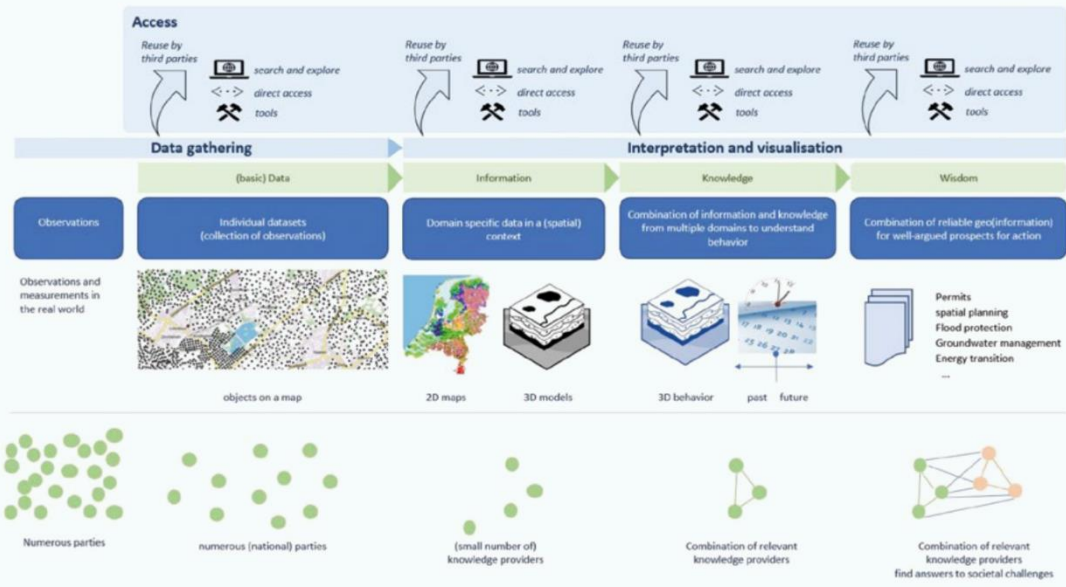 Access
Reuse by
third parties
search and explore
direct access
tools
Reuse by
third parties
search and explore
direct access
tools
Reuse by
third parties
search and explore
direct access
tools
Reuse by
third parties
search and explore
direct access
tools
Data gathering
Interpretation and visualisation
(basic) Data
Information
Knowledge
Wisdom
Observations
Individual datasets
(collection of observations)
Domain specific data in a (spatial)
context
Combination of information and knowledge
from multiple domains to understand
behavior
Combination of reliable geo(information)
for well-argued prospects for action
Observations and
measurements in
the real world
Permits
spatial planning
Flood protection
Groundwater management
Energy transition
...
objects on a map
2D maps
3D models
3D behavior
past future
Numerous parties
numerous (national) parties
(small number of)
knowledge providers
Combination of relevant
knowledge providers
Combination of relevant
knowledge providers
find answers to societal challenges